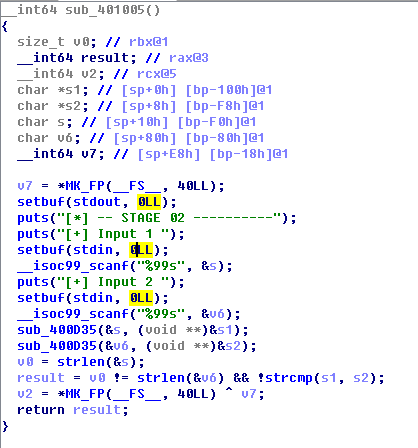 __int64 sub_401005()
{
size_t v0; // rbx@1
__int64 result; // rax@3
__int64 v2; // rcx@5
char *s1; // [sp+0h] [bp-100h]@1
char *s2; // [sp+8h] [bp-F8h]@1
char s; // [sp+10h] [bp-F0h]@1
char v6; // [sp+80h] [bp-80h]@1
__int64 v7; // [sp+E8h] [bp-18h]@1
v7 = *MK_FP(__FS__, 40LL);
setbuf(stdout, 0LL);
puts("[*] -- STAGE 02 ----------");
puts("[+] Input 1 ");
setbuf(stdin, 0LL);
__isoc99_scanf("%99s", &s);
puts("[+] Input 2 ");
setbuf(stdin, 0LL);
__isoc99_scanf("%99s", &v6);
sub_400D35(&s, (void **)&s1);
sub_400D35(&v6, (void **)&s2);
v0 = strlen(&s);
result = v0 != strlen(&v6) && !strcmp(s1, s2);
v2 = *MK_FP(__FS__, 40LL) ^ v7;
return result;
}